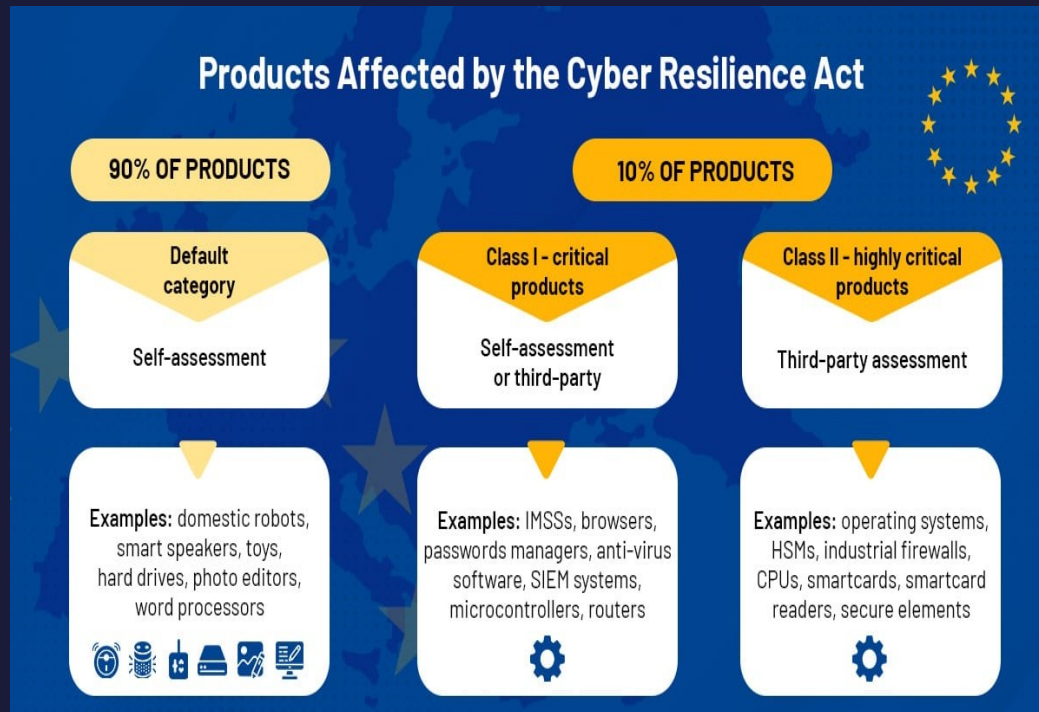 Products Affected by the Cyber Resilience Act
90% OF PRODUCTS
10% OF PRODUCTS
Default
category
Self-assessment
Class I - critical
products
Self-assessment
or third-party
Class II - highly critical
products
Third-party assessment
Examples: domestic robots,
smart speakers, toys,
hard drives, photo editors,
word processors
Examples: IMSSs, browsers,
passwords managers, anti-virus
software, SIEM systems,
microcontrollers, routers
Examples: operating systems,
HSMs, industrial firewalls,
CPUs, smartcards, smartcard
readers, secure elements